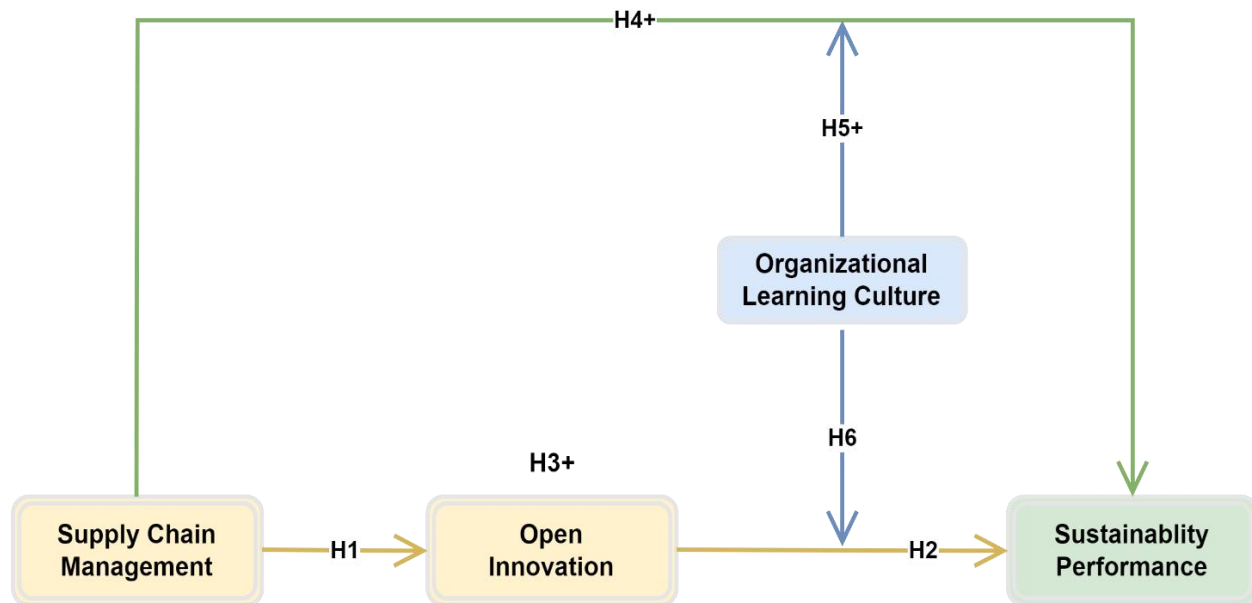 H4+
H5+
Organizational
Learning Culture
H6
H3+
Supply Chain
Management
H1
Open
Innovation
H2
Sustainablity
Performance